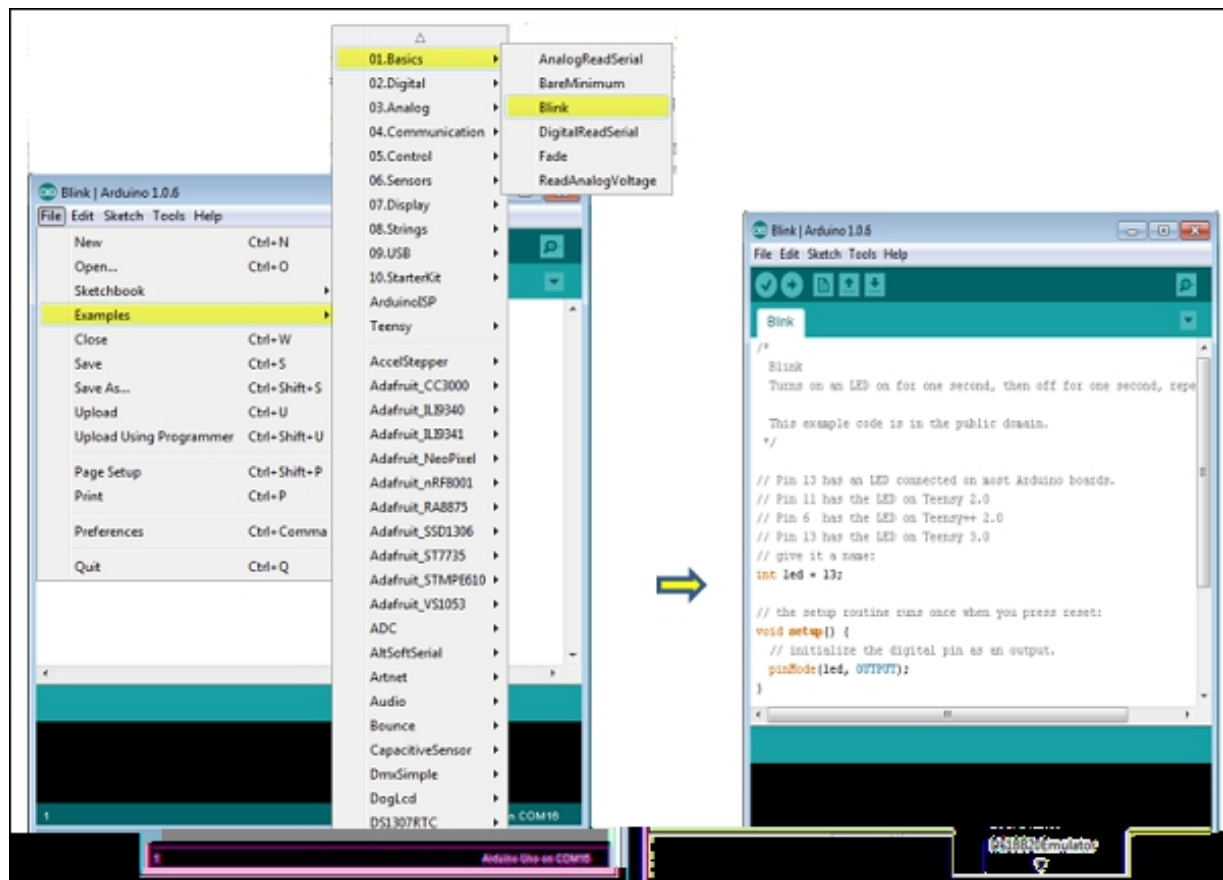 01.Basics
02.Digital
03.Analog
04.Communication
05.Control
06.Sensors
07.Display
08.Strings
09.USB
10.StarterKit
ArduinoISP
Teensy
AccelStepper
Adafruit_CC3000
Adafruit_ILI9340
Adafruit_ILI9341
Adafruit_NeoPixel
Adafruit_nRF8001
Adafruit_RA8875
Adafruit_SSD1306
Adafruit_ST7735
Adafruit_STMPE610
Adafruit_VS1053
ADC
AltSoftSerial
Artnet
Audio
Bounce
CapacitiveSensor
DmxSimple
DogLcd
DS1307RTC
AnalogReadSerial
BareMinimum
Blink
DigitalReadSerial
Fade
ReadAnalogVoltage
Blink | Arduino 1.0.6
File Edit Sketch Tools Help
New Ctrl+N
Open... Ctrl+O
Sketchbook
Examples
Close Ctrl+W
Save Ctrl+S
Save As... Ctrl+Shift+S
Upload Ctrl+U
Upload Using Programmer Ctrl+Shift+U
Page Setup Ctrl+Shift+P
Print Ctrl+P
Preferences Ctrl+Comma
Quit Ctrl+Q
1 n COM16
1 Arduino Uno on COM16
Blink | Arduino 1.0.6
File Edit Sketch Tools Help
Blink
/*
Blink
Turns on an LED on for one second, then off for one second, repe
This example code is in the public domain.
*/
// Pin 13 has an LED connected on most Arduino boards.
// Pin 11 has the LED on Teensy 2.0
// Pin 6 has the LED on Teensy++ 2.0
// Pin 13 has the LED on Teensy 3.0
// give it a name:
int led = 13;
// the setup routine runs once when you press reset:
void setup() {
// initialize the digital pin as an output.
pinMode(led, OUTPUT);
}